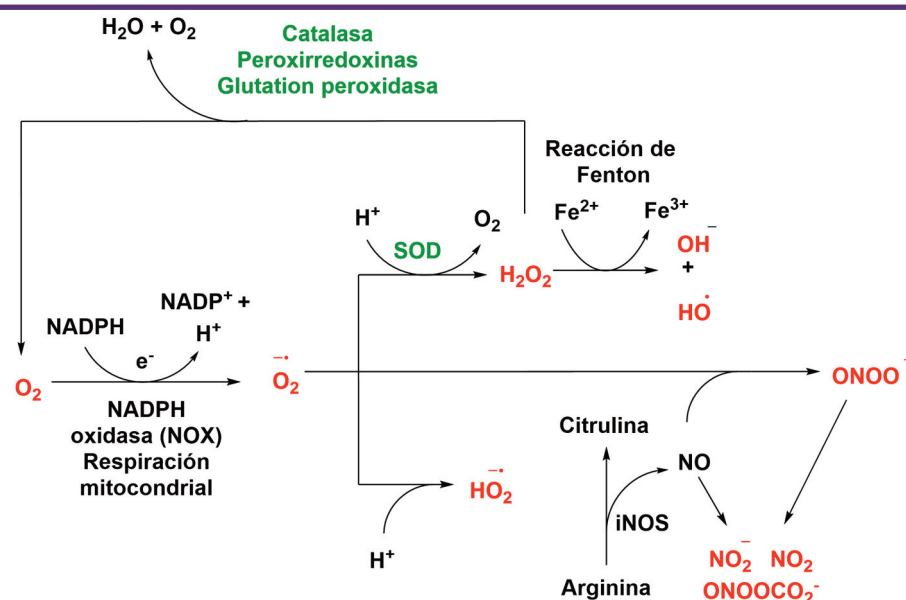 H₂O + O₂
Catalasa
Peroxirredoxinas
Glutation peroxidasa
Reacción de
Fenton
H⁺
O₂
Fe²⁺
Fe³⁺
SOD
H₂O₂
OH⁻
+
HO•
NADPH
NADP⁺ +
H⁺
e⁻
O₂
O₂⁻•
ONOO⁻
NADPH
oxidasa (NOX)
Respiración
mitocondrial
Citrulina
NO
HO₂⁻•
iNOS
H⁺
Arginina
NO₂⁻ NO₂
ONOOCO₂⁻